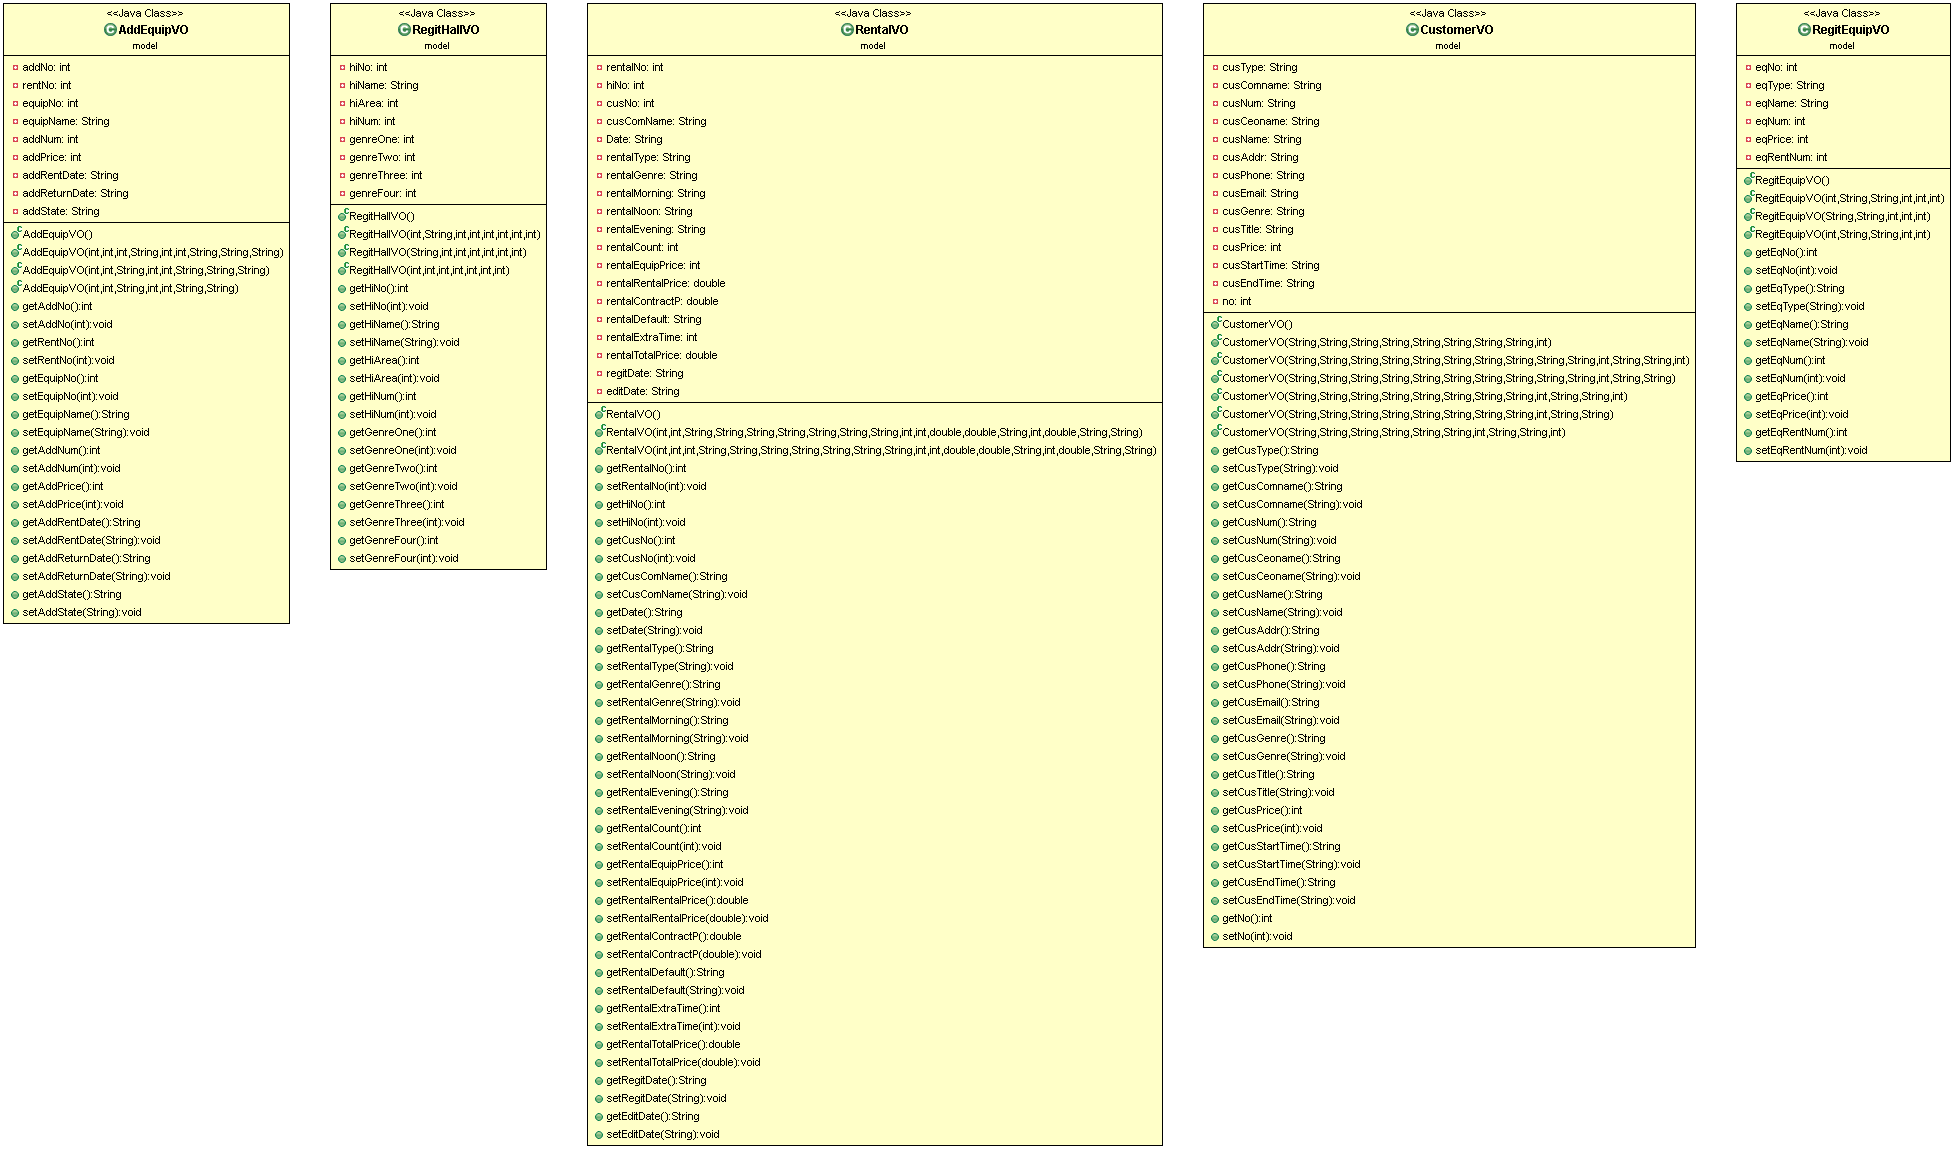 <<Java Class>>
AddEquipVO
model
addNo: int
rentNo: int
equipNo: int
equipName: String
addNum: int
addPrice: int
addRentDate: String
addReturnDate: String
addState: String
AddEquipVO()
AddEquipVO(int,int,int,String,int,int,String,String,String)
AddEquipVO(int,int,String,int,int,String,String,String)
AddEquipVO(int,int,String,int,int,String,String)
getAddNo():int
setAddNo(int):void
getRentNo():int
setRentNo(int):void
getEquipNo():int
setEquipNo(int):void
getEquipName():String
setEquipName(String):void
getAddNum():int
setAddNum(int):void
getAddPrice():int
setAddPrice(int):void
getAddRentDate():String
setAddRentDate(String):void
getAddReturnDate():String
setAddReturnDate(String):void
getAddState():String
setAddState(String):void
<<Java Class>>
RegitHallVO
model
hiNo: int
hiName: String
hiArea: int
hiNum: int
genreOne: int
genreTwo: int
genreThree: int
genreFour: int
RegitHallVO()
RegitHallVO(int,String,int,int,int,int,int,int)
RegitHallVO(String,int,int,int,int,int,int)
RegitHallVO(int,int,int,int,int,int,int)
getHiNo():int
setHiNo(int):void
getHiName():String
setHiName(String):void
getHiArea():int
setHiArea(int):void
getHiNum():int
setHiNum(int):void
getGenreOne():int
setGenreOne(int):void
getGenreTwo():int
setGenreTwo(int):void
getGenreThree():int
setGenreThree(int):void
getGenreFour():int
setGenreFour(int):void
<<Java Class>>
RentalVO
model
rentalNo: int
hiNo: int
cusNo: int
cusComName: String
Date: String
rentalType: String
rentalGenre: String
rentalMorning: String
rentalNoon: String
rentalEvening: String
rentalCount: int
rentalEquipPrice: int
rentalRentalPrice: double
rentalContractP: double
rentalDefault: String
rentalExtraTime: int
rentalTotalPrice: double
regitDate: String
editDate: String
RentalVO()
RentalVO(int,int,String,String,String,String,String,String,String,int,int,double,double,String,int,double,String,String)
RentalVO(int,int,int,String,String,String,String,String,String,String,int,int,double,double,String,int,double,String,String)
getRentalNo():int
setRentalNo(int):void
getHiNo():int
setHiNo(int):void
getCusNo():int
setCusNo(int):void
getCusComName():String
setCusComName(String):void
getDate():String
setDate(String):void
getRentalType():String
setRentalType(String):void
getRentalGenre():String
setRentalGenre(String):void
getRentalMorning():String
setRentalMorning(String):void
getRentalNoon():String
setRentalNoon(String):void
getRentalEvening():String
setRentalEvening(String):void
getRentalCount():int
setRentalCount(int):void
getRentalEquipPrice():int
setRentalEquipPrice(int):void
getRentalRentalPrice():double
setRentalRentalPrice(double):void
getRentalContractP():double
setRentalContractP(double):void
getRentalDefault():String
setRentalDefault(String):void
getRentalExtraTime():int
setRentalExtraTime(int):void
getRentalTotalPrice():double
setRentalTotalPrice(double):void
getRegitDate():String
setRegitDate(String):void
getEditDate():String
setEditDate(String):void
<<Java Class>>
CustomerVO
model
cusType: String
cusComname: String
cusNum: String
cusCeoname: String
cusName: String
cusAddr: String
cusPhone: String
cusEmail: String
cusGenre: String
cusTitle: String
cusPrice: int
cusStartTime: String
cusEndTime: String
no: int
CustomerVO()
CustomerVO(String,String,String,String,String,String,String,String,int)
CustomerVO(String,String,String,String,String,String,String,String,String,String,int,String,String,int)
CustomerVO(String,String,String,String,String,String,String,String,String,String,int,String,String)
CustomerVO(String,String,String,String,String,String,String,String,int,String,String,int)
CustomerVO(String,String,String,String,String,String,String,String,int,String,String)
CustomerVO(String,String,String,String,String,String,int,String,String,int)
getCusType():String
setCusType(String):void
getCusComname():String
setCusComname(String):void
getCusNum():String
setCusNum(String):void
getCusCeoname():String
setCusCeoname(String):void
getCusName():String
setCusName(String):void
getCusAddr():String
setCusAddr(String):void
getCusPhone():String
setCusPhone(String):void
getCusEmail():String
setCusEmail(String):void
getCusGenre():String
setCusGenre(String):void
getCusTitle():String
setCusTitle(String):void
getCusPrice():int
setCusPrice(int):void
getCusStartTime():String
setCusStartTime(String):void
getCusEndTime():String
setCusEndTime(String):void
getNo():int
setNo(int):void
<<Java Class>>
RegitEquipVO
model
eqNo: int
eqType: String
eqName: String
eqNum: int
eqPrice: int
eqRentNum: int
RegitEquipVO()
RegitEquipVO(int,String,String,int,int,int)
RegitEquipVO(String,String,int,int)
RegitEquipVO(int,String,String,int,int)
getEqNo():int
setEqNo(int):void
getEqType():String
setEqType(String):void
getEqName():String
setEqName(String):void
getEqNum():int
setEqNum(int):void
getEqPrice():int
setEqPrice(int):void
getEqRentNum():int
setEqRentNum(int):void